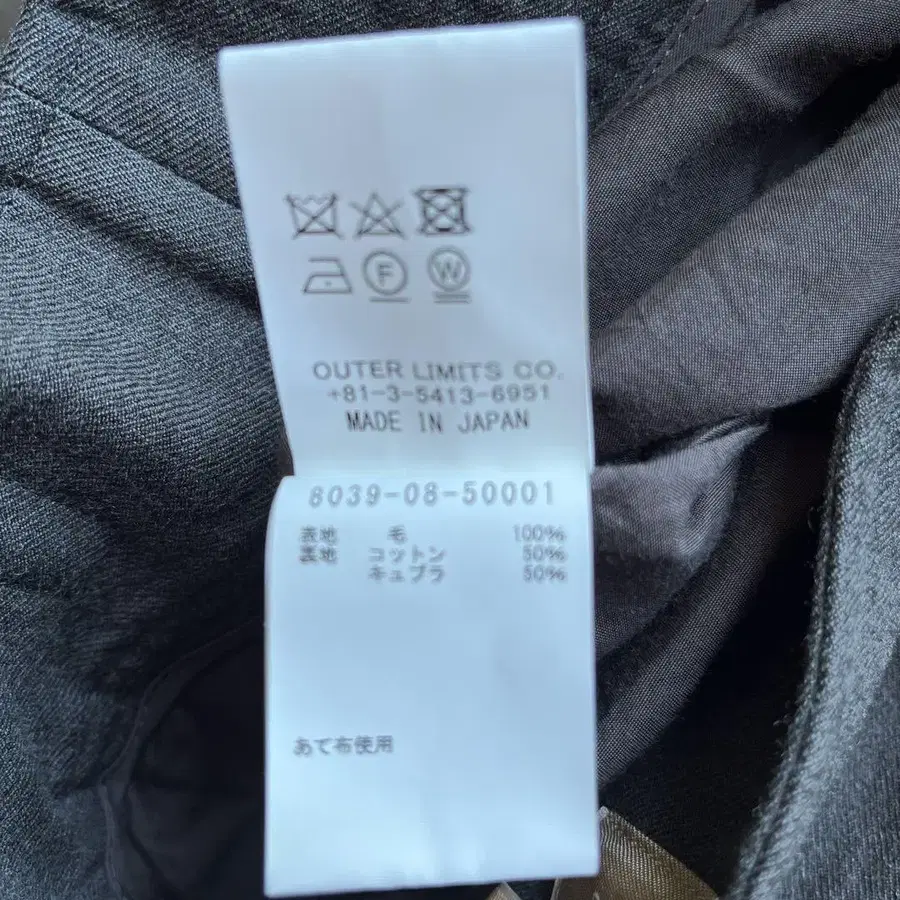 F W
OUTER LIMITS CO.
+81-3-5413-6951
MADE IN JAPAN
8039-08-50001
表地 毛 100%
裏地 コットン 50%
キュプラ 50%
あて布使用